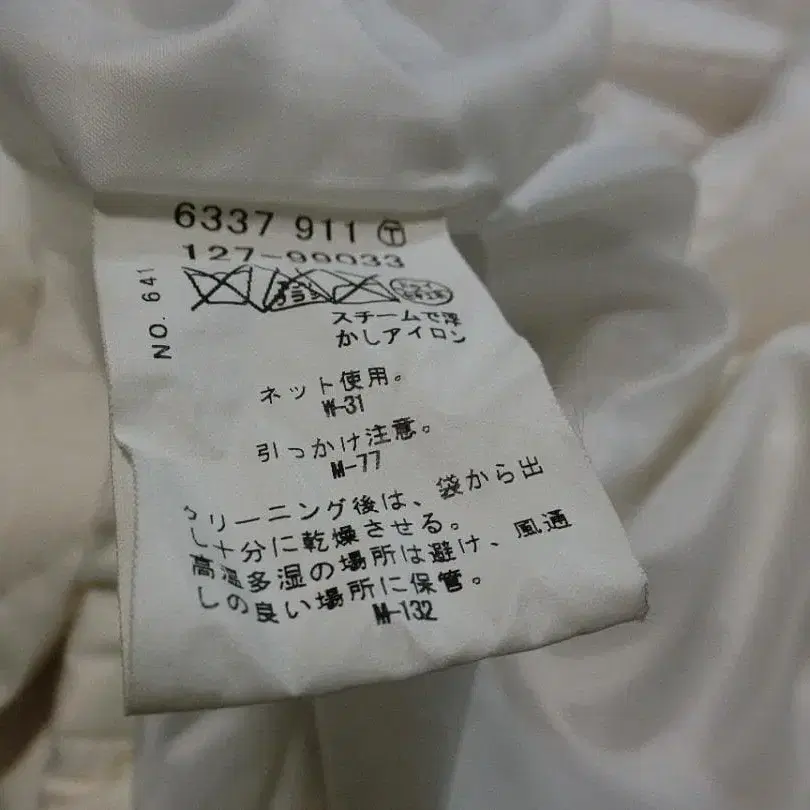 6337 911 Ⓣ
127-99033
NO. 641
スチームで浮
かしアイロン
ネット使用。
W-31
引っかけ注意。
M-77
クリーニング後は、袋から出
し十分に乾燥させる。
高温多湿の場所は避け、風通
しの良い場所に保管。
M-132